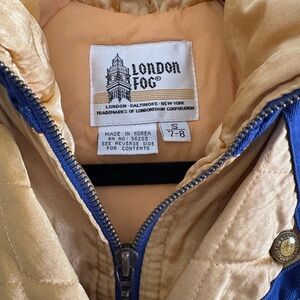 LONDON
FOG®
LONDON · BALTIMORE · NEW YORK
TRADEMARKS OF LONDONTOWN CORPORATION
MADE IN KOREA
RN NO: 36203
SEE REVERSE SIDE
FOR CONTENTS
S
7-8